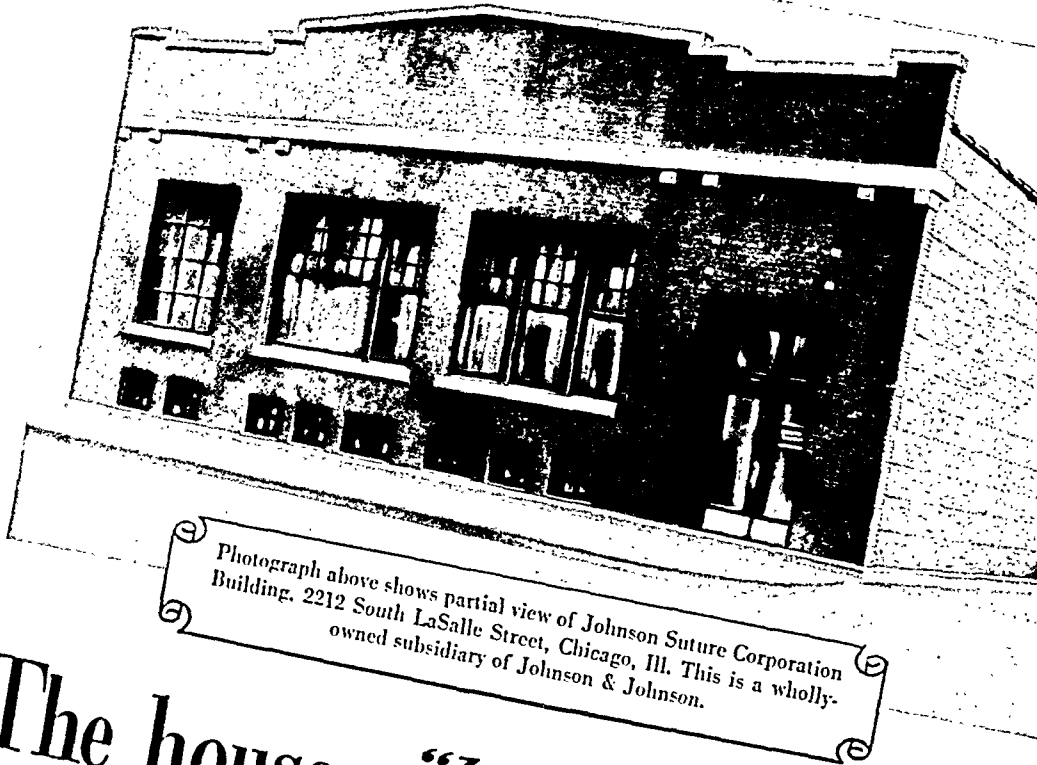 Photograph above shows partial view of Johnson Suture Corporation
Building, 2212 South LaSalle Street, Chicago, Ill. This is a wholly-
owned subsidiary of Johnson & Johnson.
The house